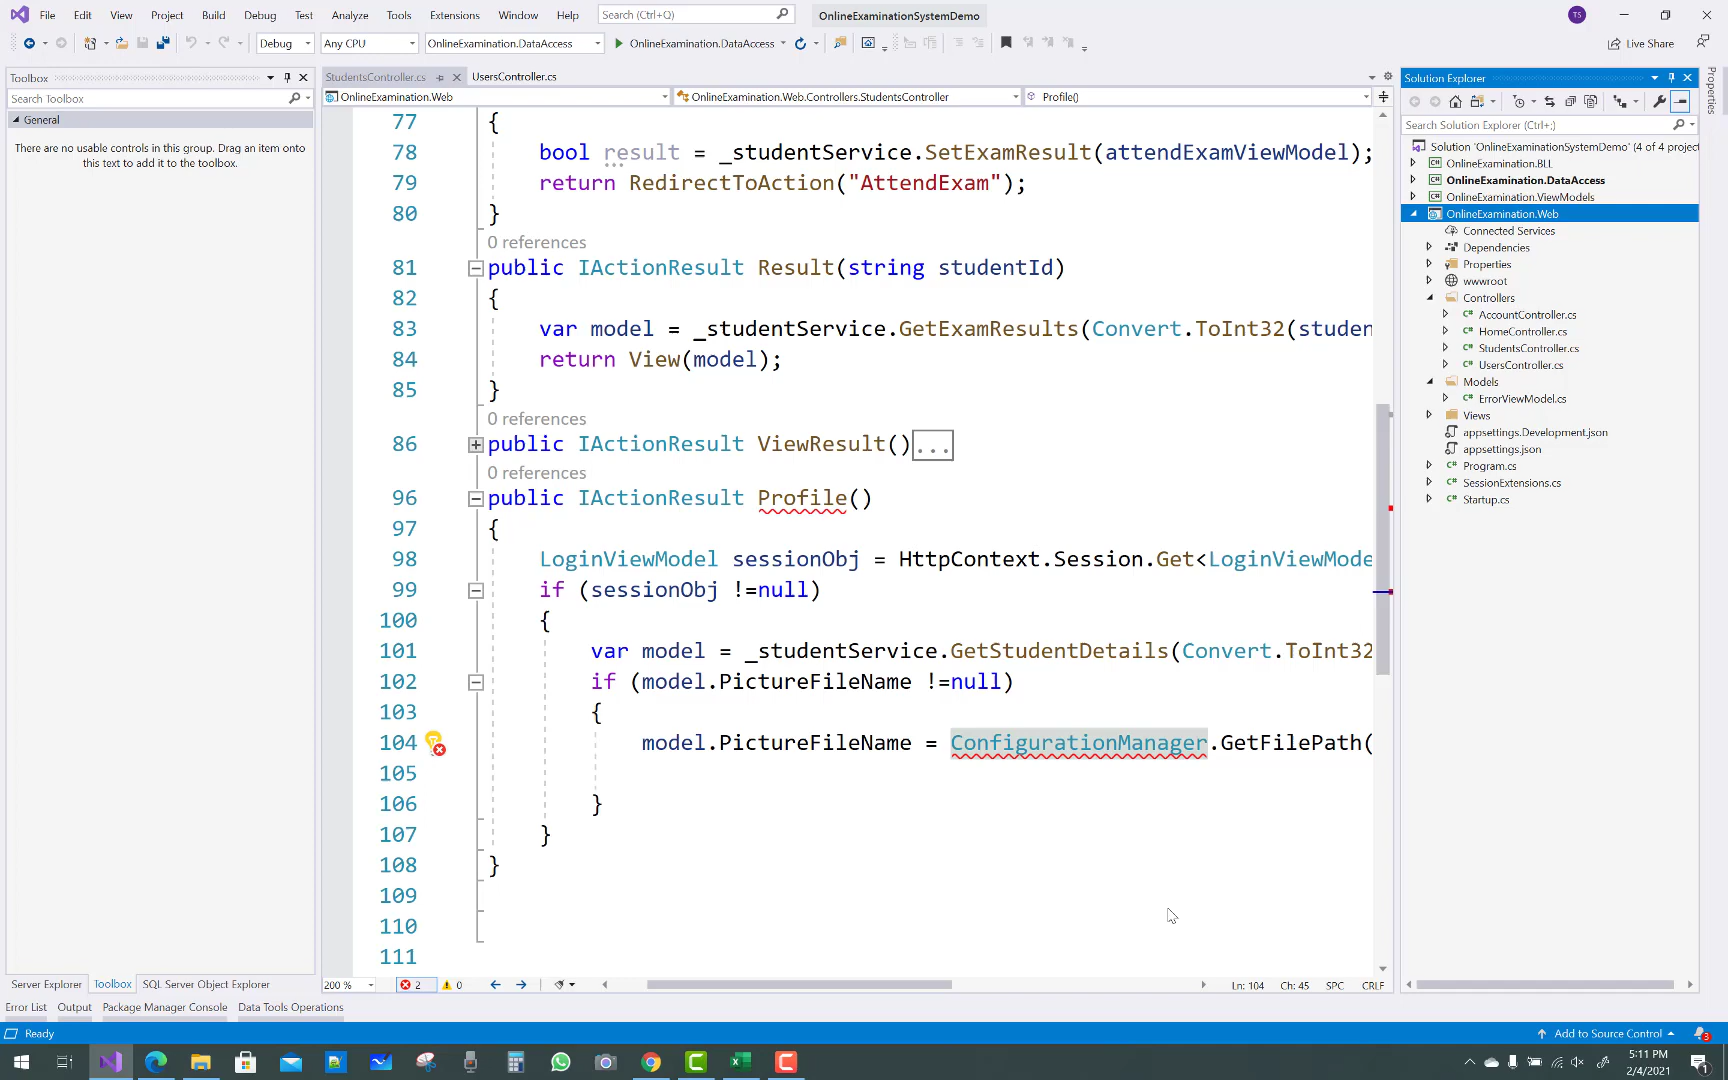 File Edit View Project Build Debug Test Analyze Tools Extensions Window Help Search (Ctrl+Q) OnlineExaminationSystemDemo TS
Debug Any CPU OnlineExamination.DataAccess OnlineExamination.DataAccess Live Share
Toolbox
Search Toolbox
General
There are no usable controls in this group. Drag an item onto
this text to add it to the toolbox.
StudentsController.cs UsersController.cs
OnlineExamination.Web OnlineExamination.Web.Controllers.StudentsController Profile()
77 {
78 bool result = _studentService.SetExamResult(attendExamViewModel);
79 return RedirectToAction("AttendExam");
80 }
0 references
81 public IActionResult Result(string studentId)
82 {
83 var model = _studentService.GetExamResults(Convert.ToInt32(studen
84 return View(model);
85 }
0 references
86 public IActionResult ViewResult()...
0 references
96 public IActionResult Profile()
97 {
98 LoginViewModel sessionObj = HttpContext.Session.Get<LoginViewMode
99 if (sessionObj !=null)
100 {
101 var model = _studentService.GetStudentDetails(Convert.ToInt32
102 if (model.PictureFileName !=null)
103 {
104 model.PictureFileName = ConfigurationManager.GetFilePath(
105
106 }
107 }
108 }
109
110
111
200 % 2 0 Ln: 104 Ch: 45 SPC CRLF
Solution Explorer
Search Solution Explorer (Ctrl+;)
Solution 'OnlineExaminationSystemDemo' (4 of 4 project
OnlineExamination.BLL
OnlineExamination.DataAccess
OnlineExamination.ViewModels
OnlineExamination.Web
Connected Services
Dependencies
Properties
wwwroot
Controllers
AccountController.cs
HomeController.cs
StudentsController.cs
UsersController.cs
Models
ErrorViewModel.cs
Views
appsettings.Development.json
appsettings.json
Program.cs
SessionExtensions.cs
Startup.cs
Properties
Server Explorer Toolbox SQL Server Object Explorer
Error List Output Package Manager Console Data Tools Operations
Ready Add to Source Control 3
5:11 PM
2/4/2021
1